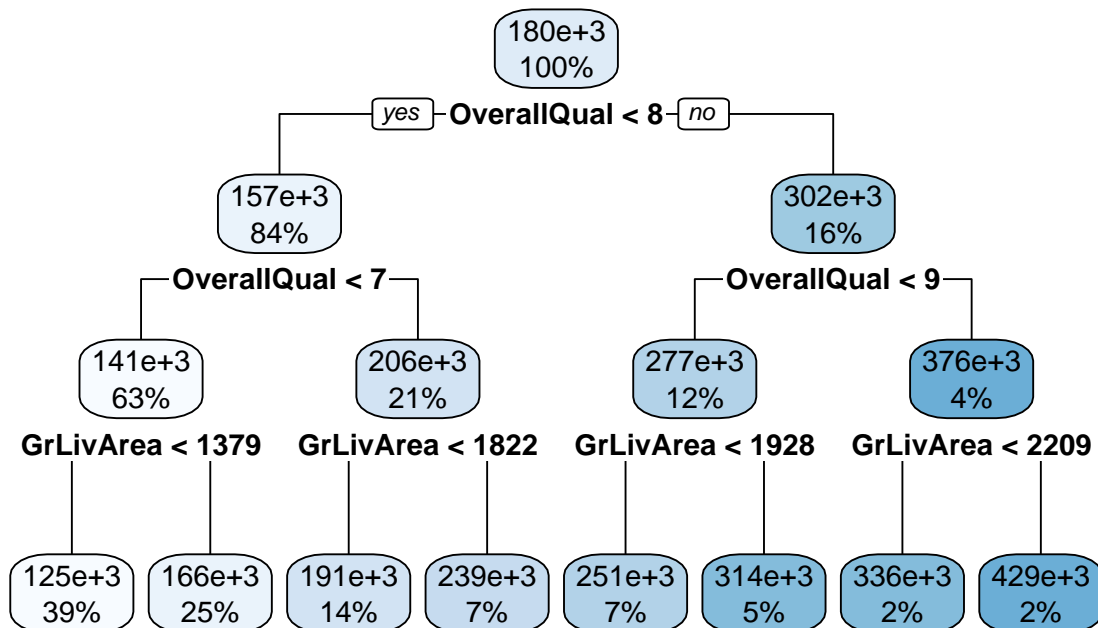 180e+3
100%
yes OverallQual < 8 no
157e+3
84%
302e+3
16%
OverallQual < 7
OverallQual < 9
141e+3
63%
206e+3
21%
277e+3
12%
376e+3
4%
GrLivArea < 1379
GrLivArea < 1822
GrLivArea < 1928
GrLivArea < 2209
125e+3
39%
166e+3
25%
191e+3
14%
239e+3
7%
251e+3
7%
314e+3
5%
336e+3
2%
429e+3
2%